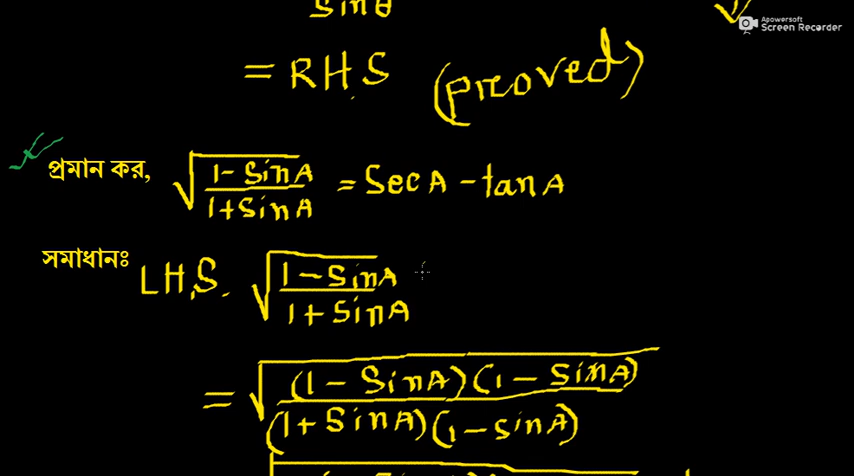 sinθ
Apowersoft
Screen Recorder
= RHS (proved)
প্রমান কর, √((1-sinA)/(1+sinA)) = secA - tanA
সমাধানঃ L.H.S. √((1-sinA)/(1+sinA))
= √(((1-sinA)(1-sinA))/((1+sinA)(1-sinA)))